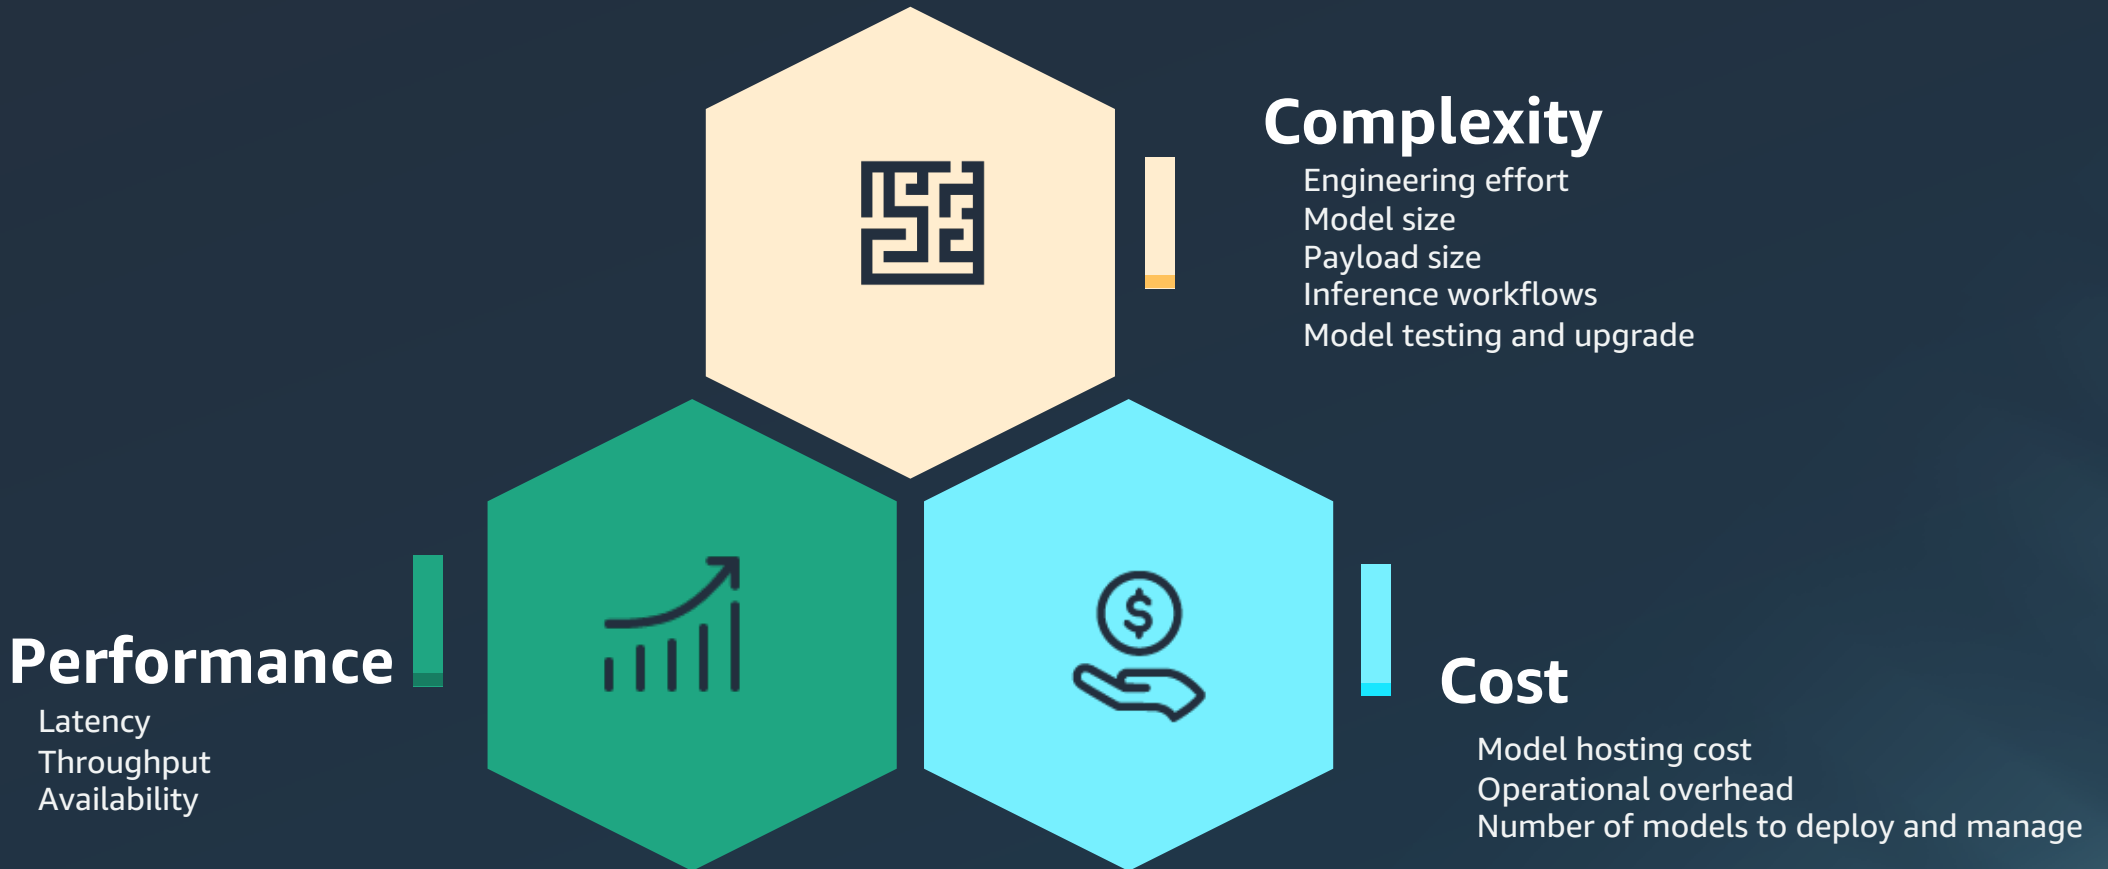 Complexity
Engineering effort
Model size
Payload size
Inference workflows
Model testing and upgrade
Performance
Latency
Throughput
Availability
$
Cost
Model hosting cost
Operational overhead
Number of models to deploy and manage